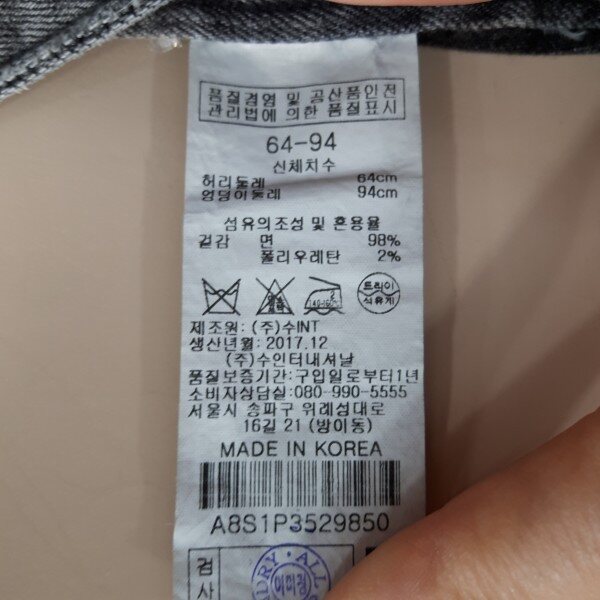 품질경영 및 공산품안전
관리법에 의한 품질표시
64-94
신체치수
허리둘레 64cm
엉덩이둘레 94cm
섬유의조성 및 혼용율
겉감 면 98%
폴리우레탄 2%
드라이
석유계
제조원: (주)수INT
생산년월: 2017.12
(주)수인터내셔날
품질보증기간: 구입일로부터1년
소비자상담실: 080-990-5555
서울시 송파구 위례성대로
16길 21 (방이동)
MADE IN KOREA
A8S1P3529850
검
사